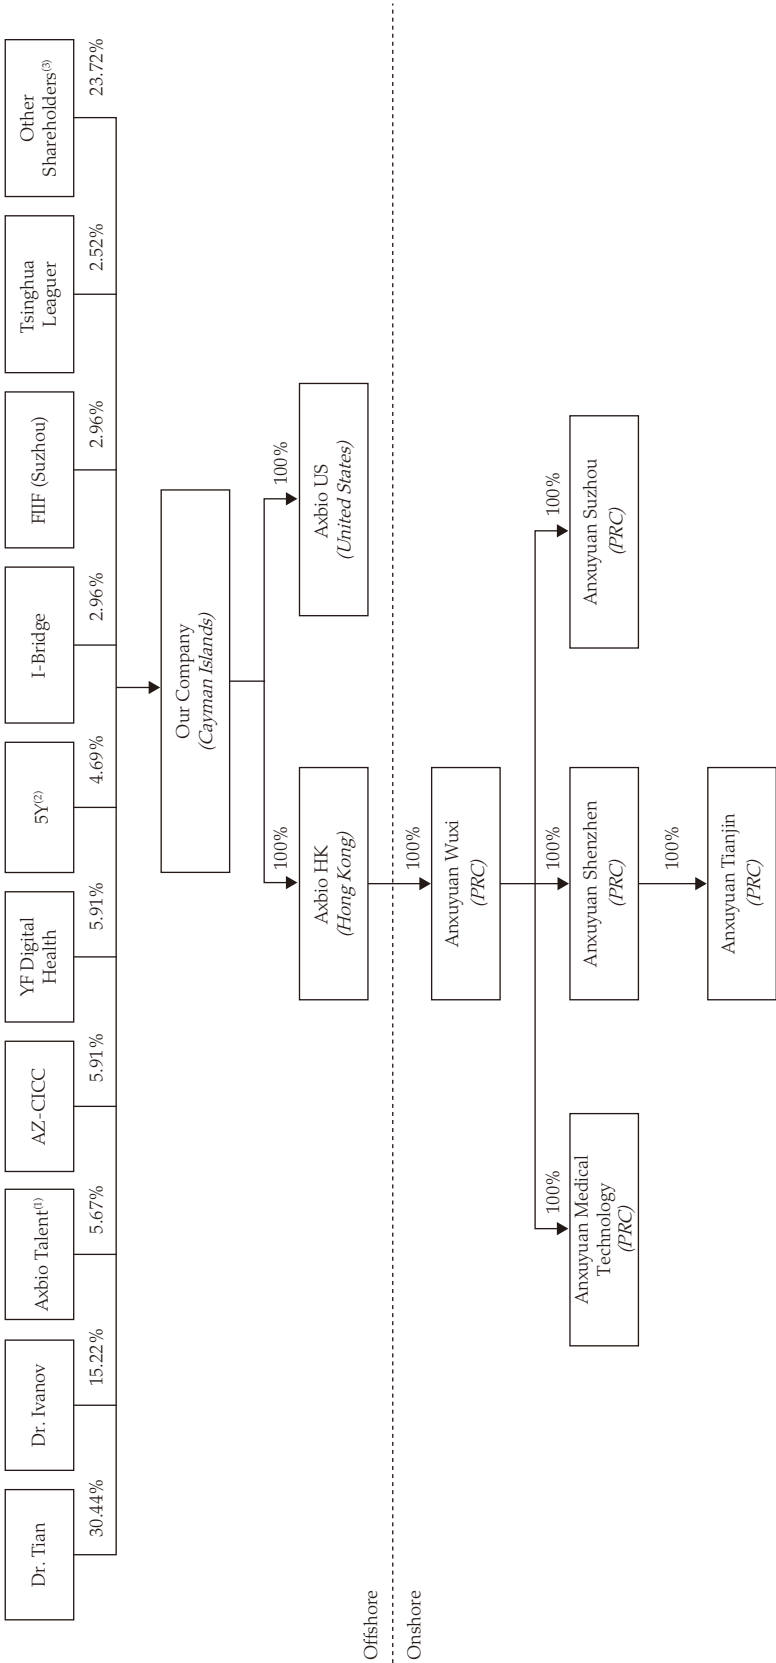 Dr. Tian
Dr. Ivanov
Axbio Talent(1)
AZ-CICC
YF Digital
Health
5Y(2)
I-Bridge
FIIF (Suzhou)
Tsinghua
Leaguer
Other
Shareholders(3)
30.44%
15.22%
5.67%
5.91%
5.91%
4.69%
2.96%
2.96%
2.52%
23.72%
Our Company
(Cayman Islands)
100%
100%
Axbio HK
(Hong Kong)
Axbio US
(United States)
Offshore
Onshore
100%
Anxuyuan Wuxi
(PRC)
100%
100%
100%
Anxuyuan Medical
Technology
(PRC)
Anxuyuan Shenzhen
(PRC)
Anxuyuan Suzhou
(PRC)
100%
Anxuyuan Tianjin
(PRC)